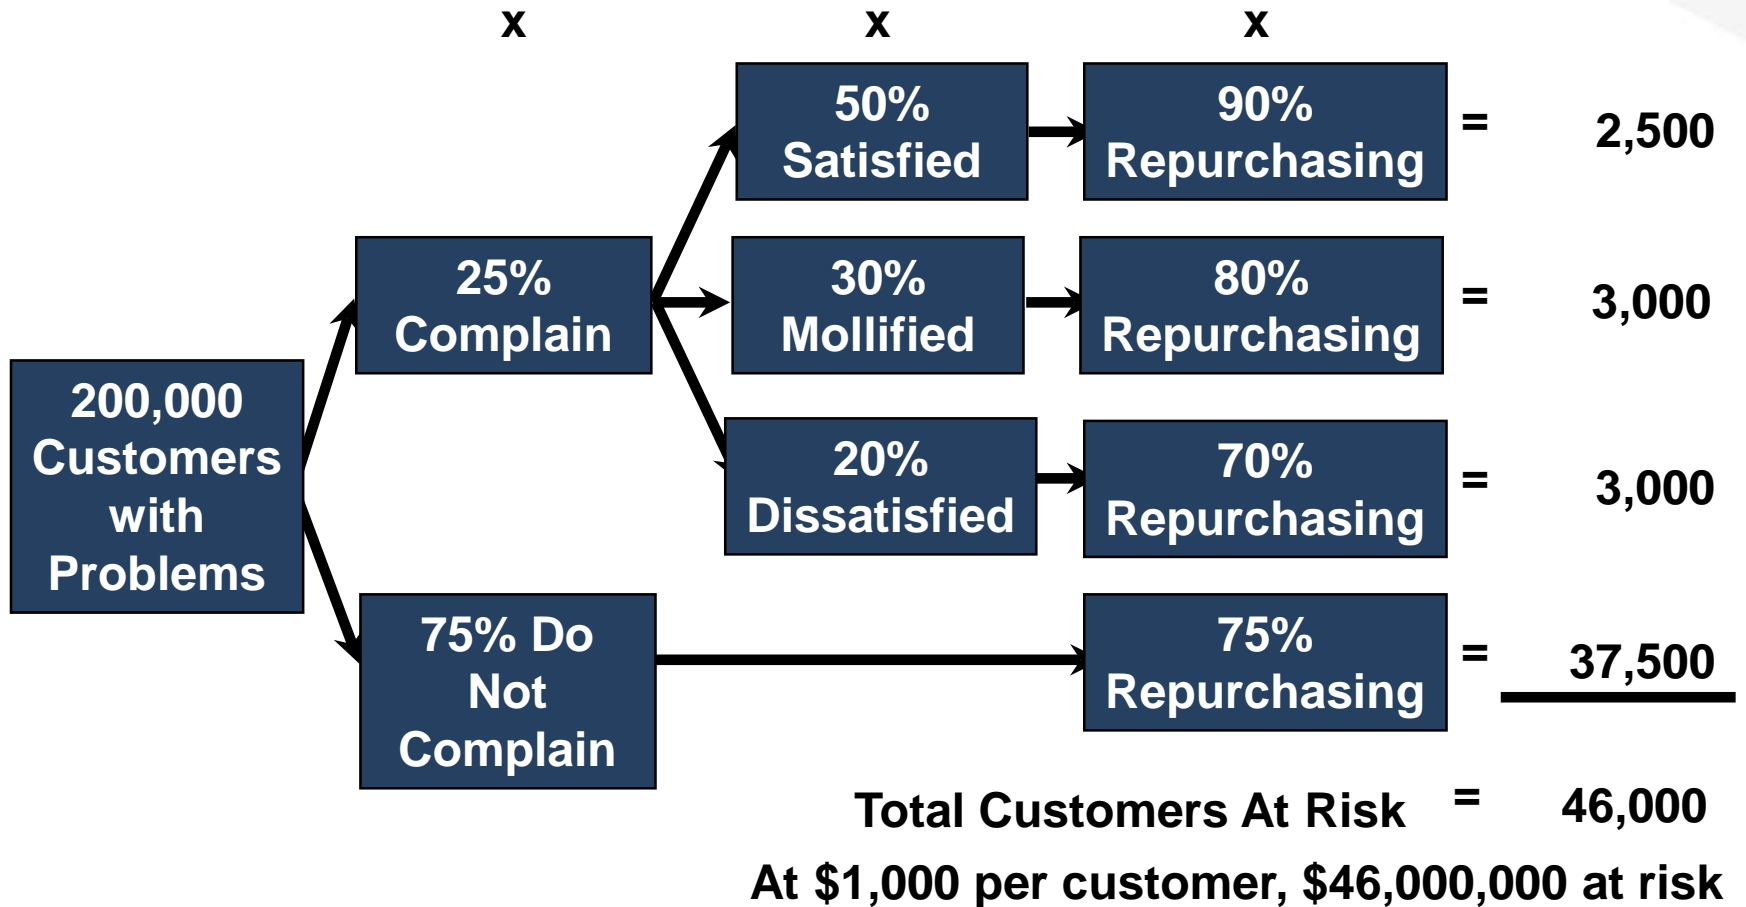 x x x
50%
Satisfied
90%
Repurchasing
= 2,500
25%
Complain
30%
Mollified
80%
Repurchasing
= 3,000
200,000
Customers
with
Problems
20%
Dissatisfied
70%
Repurchasing
= 3,000
75% Do
Not
Complain
75%
Repurchasing
= 37,500
Total Customers At Risk = 46,000
At $1,000 per customer, $46,000,000 at risk